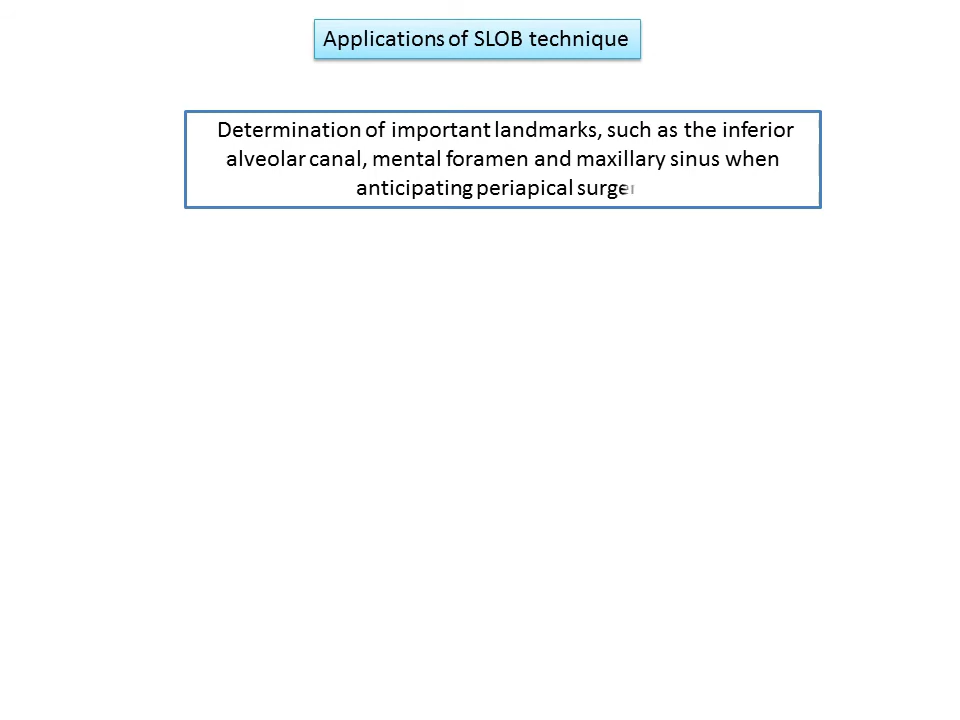 Applications of SLOB technique
Determination of important landmarks, such as the inferior
alveolar canal, mental foramen and maxillary sinus when
anticipating periapical surger